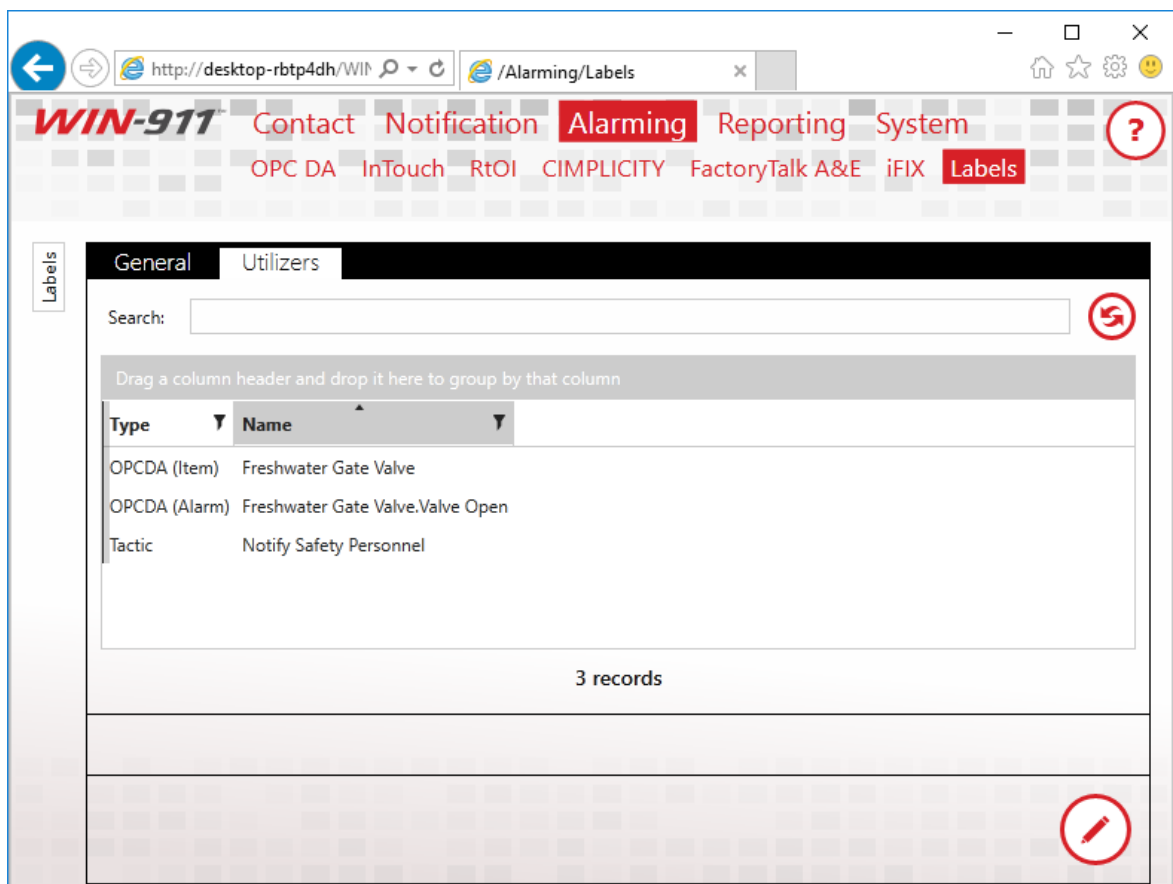 http://desktop-rbtp4dh/WIN
/Alarming/Labels
WIN-911™ Contact Notification Alarming Reporting System ?
OPC DA InTouch RtOI CIMPLICITY FactoryTalk A&E iFIX Labels
Labels
General Utilizers
Search:
Drag a column header and drop it here to group by that column
Type Name
OPCDA (Item) Freshwater Gate Valve
OPCDA (Alarm) Freshwater Gate Valve.Valve Open
Tactic Notify Safety Personnel
3 records